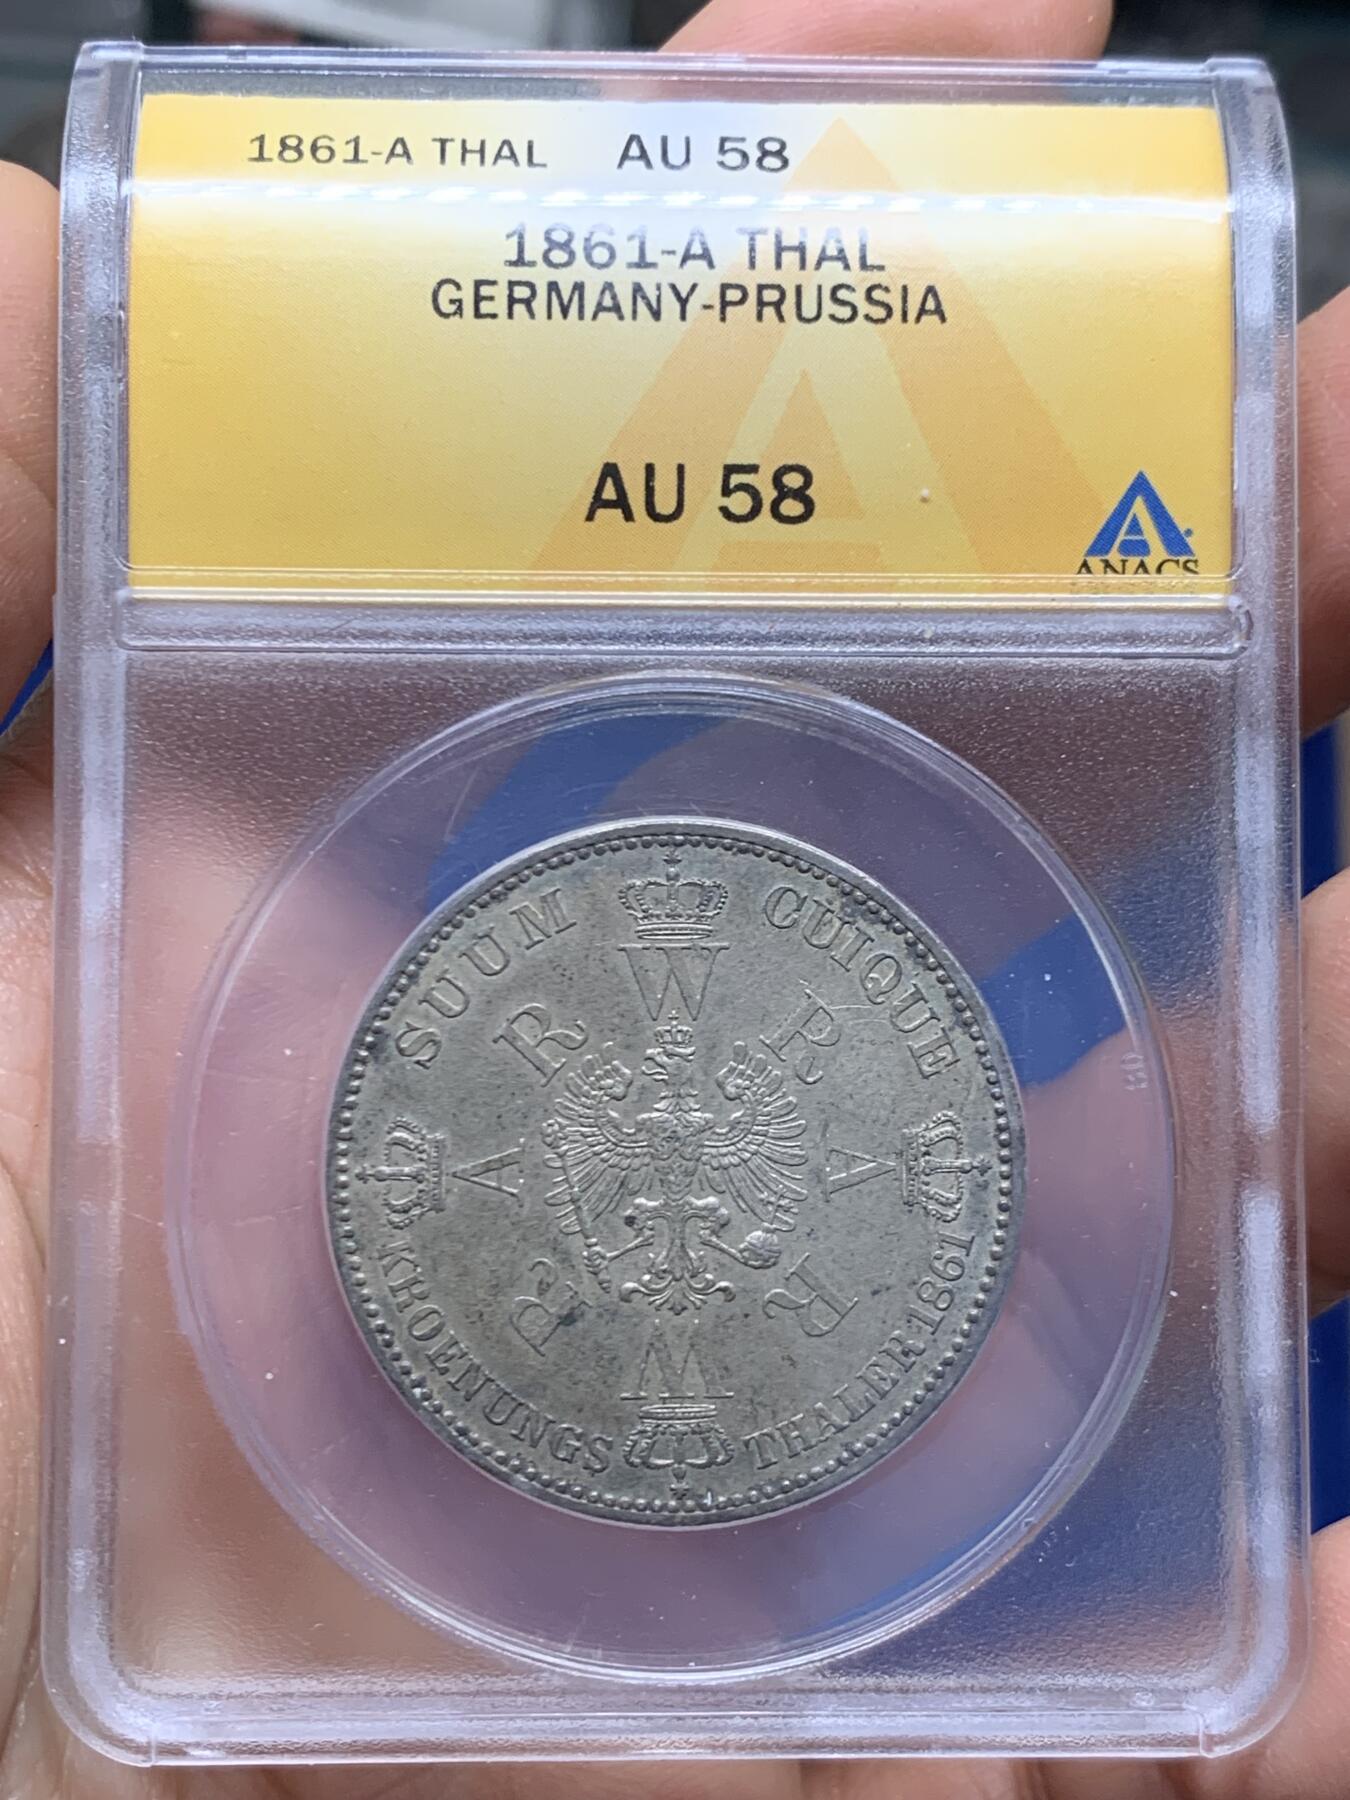 1861-A THAL AU 58
1861-A THAL
GERMANY-PRUSSIA
AU 58
ANACS
SUUM CUIQUE
W
R R
A A
R R
W
KROENUNGS THALER 1861